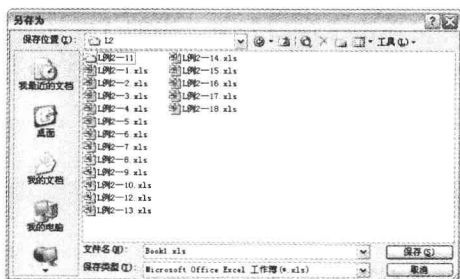 另存为
保存位置(I): 12 工具(L)
L例2—11
L例2—1 xls
L例2—2 xls
L例2—3 xls
L例2—4 xls
L例2—5 xls
L例2—6 xls
L例2—7 xls
L例2—8 xls
L例2—9 xls
L例2—10. xls
L例2—12 xls
L例2—13 xls
L例2—14. xls
L例2—15 xls
L例2—16 xls
L例2—17 xls
L例2—18 xls
我最近的文档
桌面
我的文档
我的电脑
文件名(N): Book1 xls 保存(S)
保存类型(T): Microsoft Office Excel 工作簿(*.xls) 取消